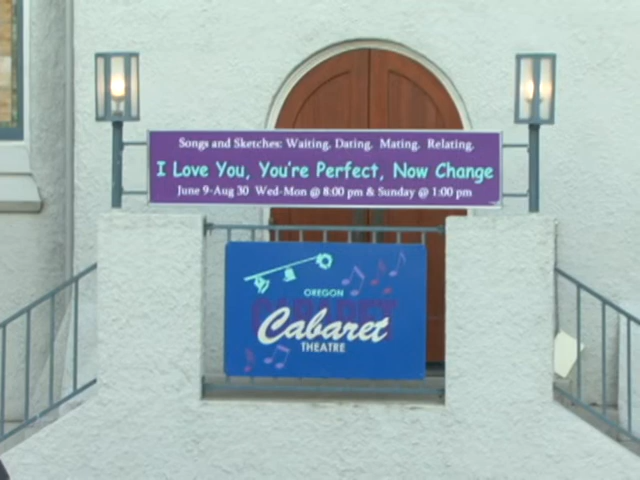 Songs and Sketches: Waiting. Dating. Mating. Relating.
I Love You, You're Perfect, Now Change
June 9-Aug 30 Wed-Mon @ 8:00 pm & Sunday @ 1:00 pm
OREGON
CABARET
Cabaret
THEATRE